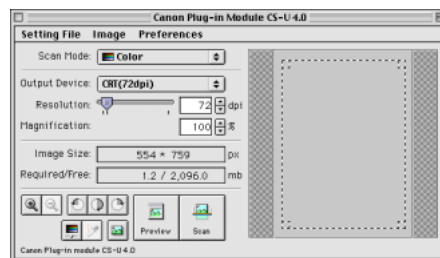 Canon Plug-in Module CS-U 4.0
Setting File Image Preferences
Scan Mode: Color
Output Device: CRT(72dpi)
Resolution: 72 dpi
Magnification: 100 %
Image Size: 554 * 759 px
Required/Free: 1.2 / 2,096.0 mb
Preview Scan
Canon Plug-in module CS-U 4.0